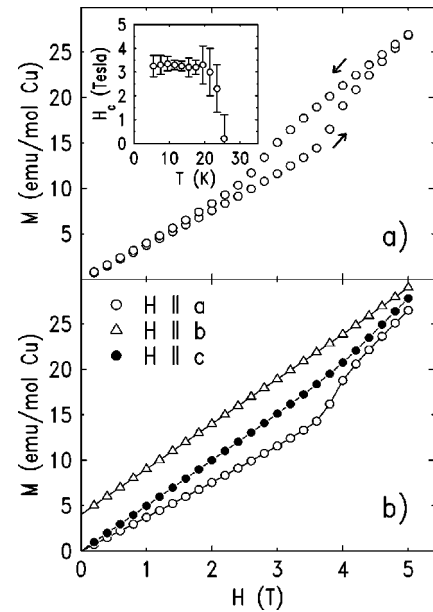 5
4
3
2
1
0
H_c (Tesla)
0 10 20 30
T (K)
25
20
15
10
5
M (emu/mol Cu)
a)
H || a
H || b
H || c
25
20
15
10
5
0
M (emu/mol Cu)
b)
0 1 2 3 4 5
H (T)